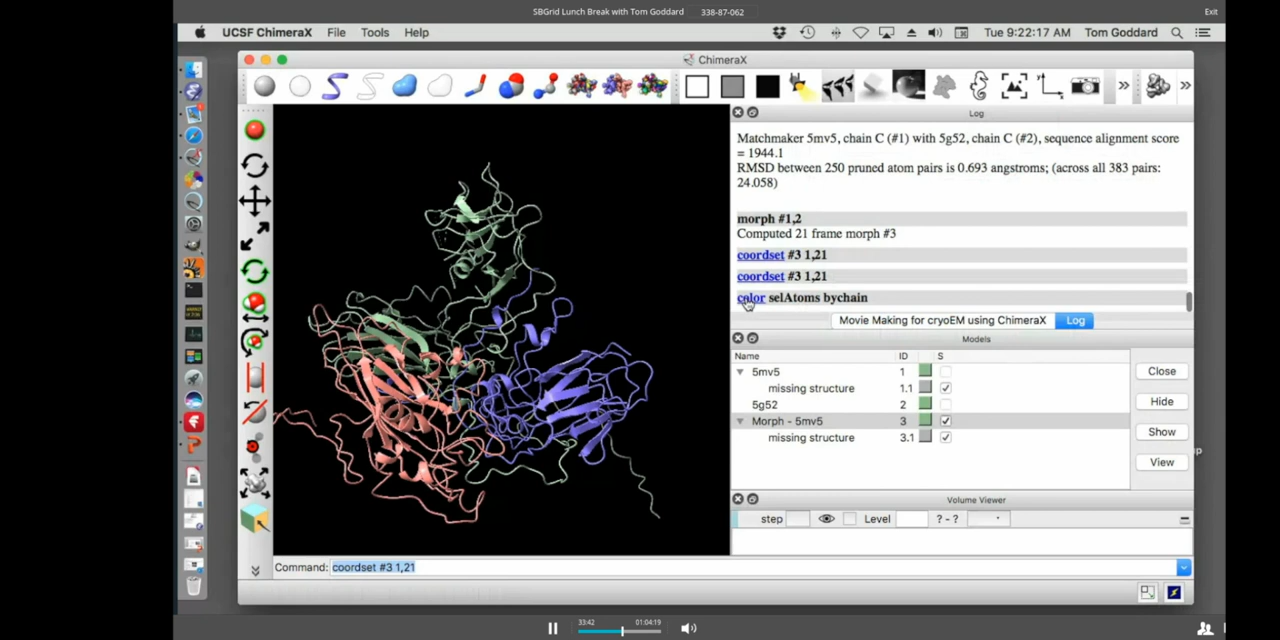 SBGrid Lunch Break with Tom Goddard 338-87-062 Exit
UCSF ChimeraX File Tools Help Tue 9:22:17 AM Tom Goddard
ChimeraX
Log
Matchmaker 5mv5, chain C (#1) with 5g52, chain C (#2), sequence alignment score
= 1944.1
RMSD between 250 pruned atom pairs is 0.693 angstroms; (across all 383 pairs:
24.058)
morph #1,2
Computed 21 frame morph #3
coordset #3 1,21
coordset #3 1,21
color selAtoms bychain
Movie Making for cryoEM using ChimeraX Log
Models
Name ID S
5mv5 1
missing structure 1.1
5g52 2
Morph - 5mv5 3
missing structure 3.1
Close
Hide
Show
View
Volume Viewer
step Level ? - ?
Command: coordset #3 1,21
33:42 01:04:19